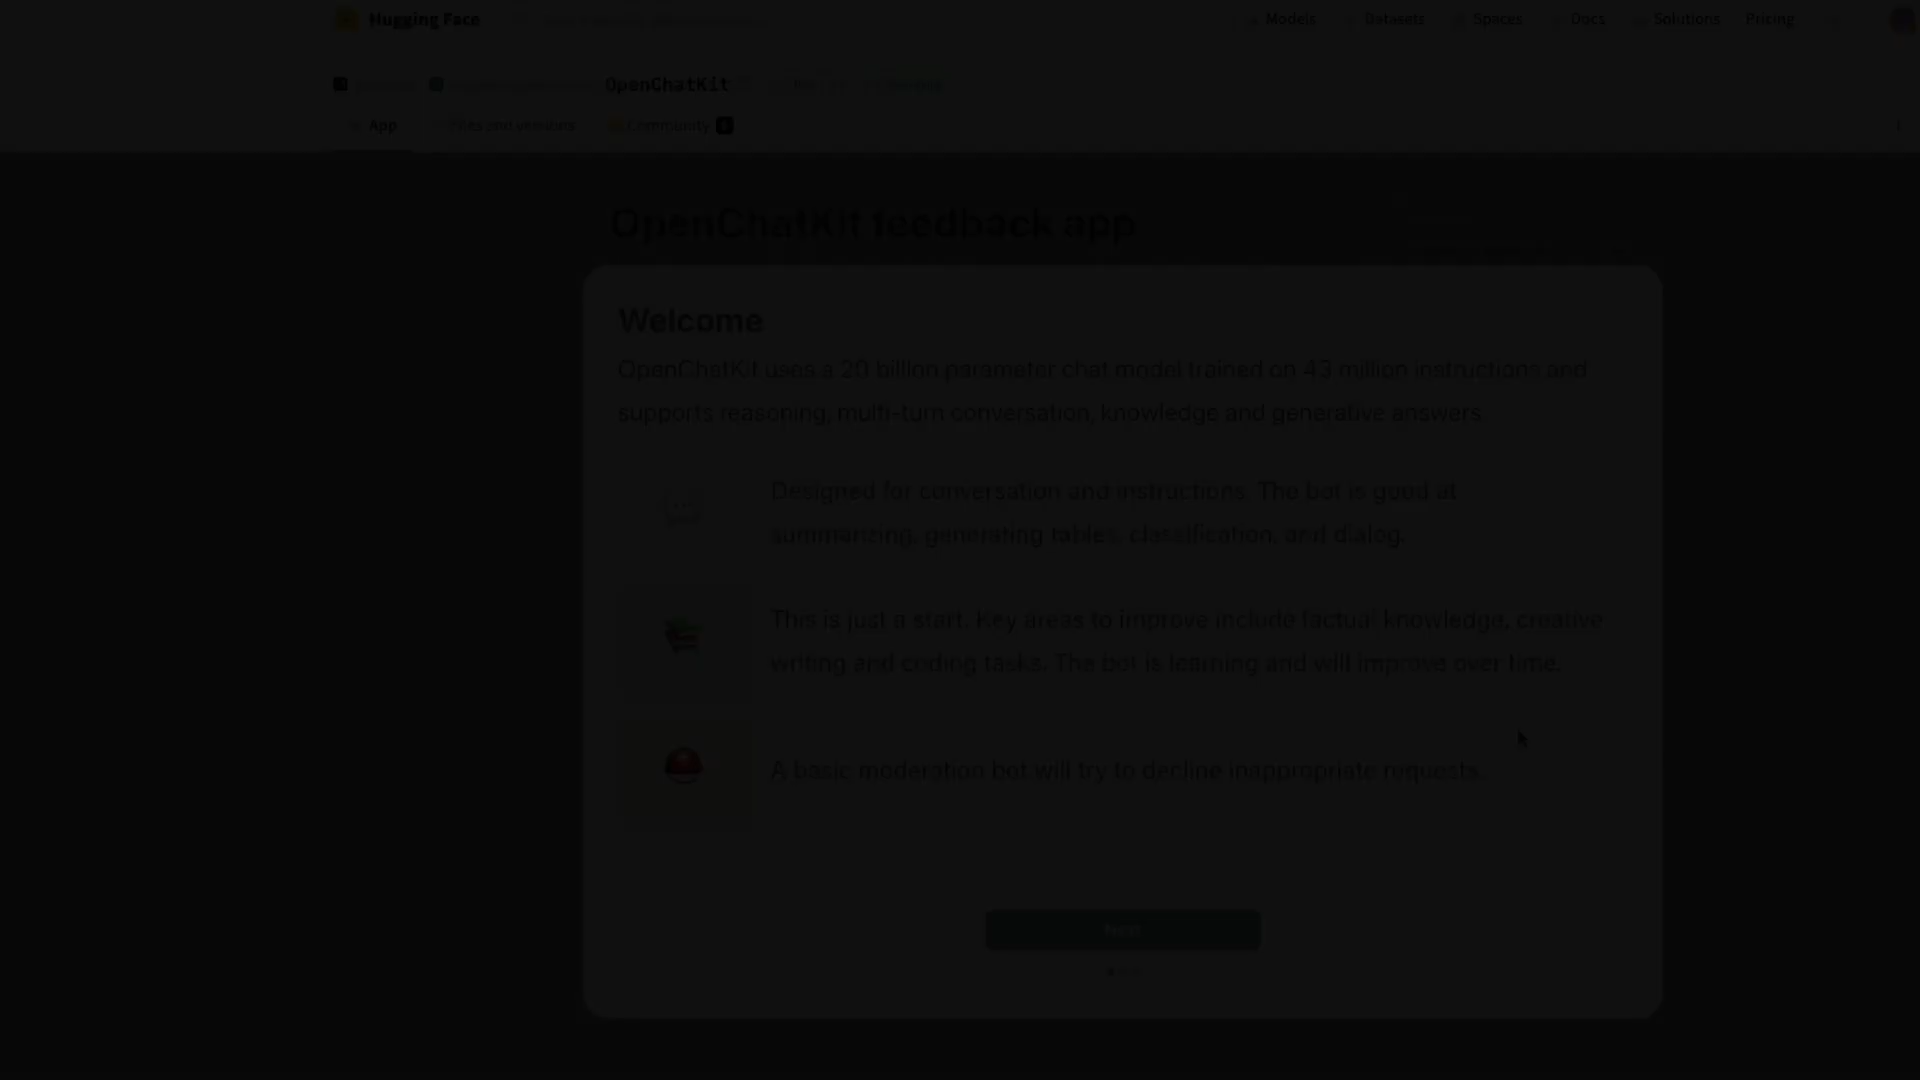 Hugging Face
Models Datasets Spaces Docs Solutions Pricing
OpenChatKit
App Files and versions Community
OpenChatKit feedback app
Welcome
OpenChatKit uses a 20 billion parameter chat model trained on 43 million instructions and
supports reasoning, multi-turn conversation, knowledge and generative answers.
Designed for conversation and instructions. The bot is good at
summarizing, generating tables, classification, and dialog.
This is just a start. Key areas to improve include factual knowledge, creative
writing and coding tasks. The bot is learning and will improve over time.
A basic moderation bot will try to decline inappropriate requests.
Next